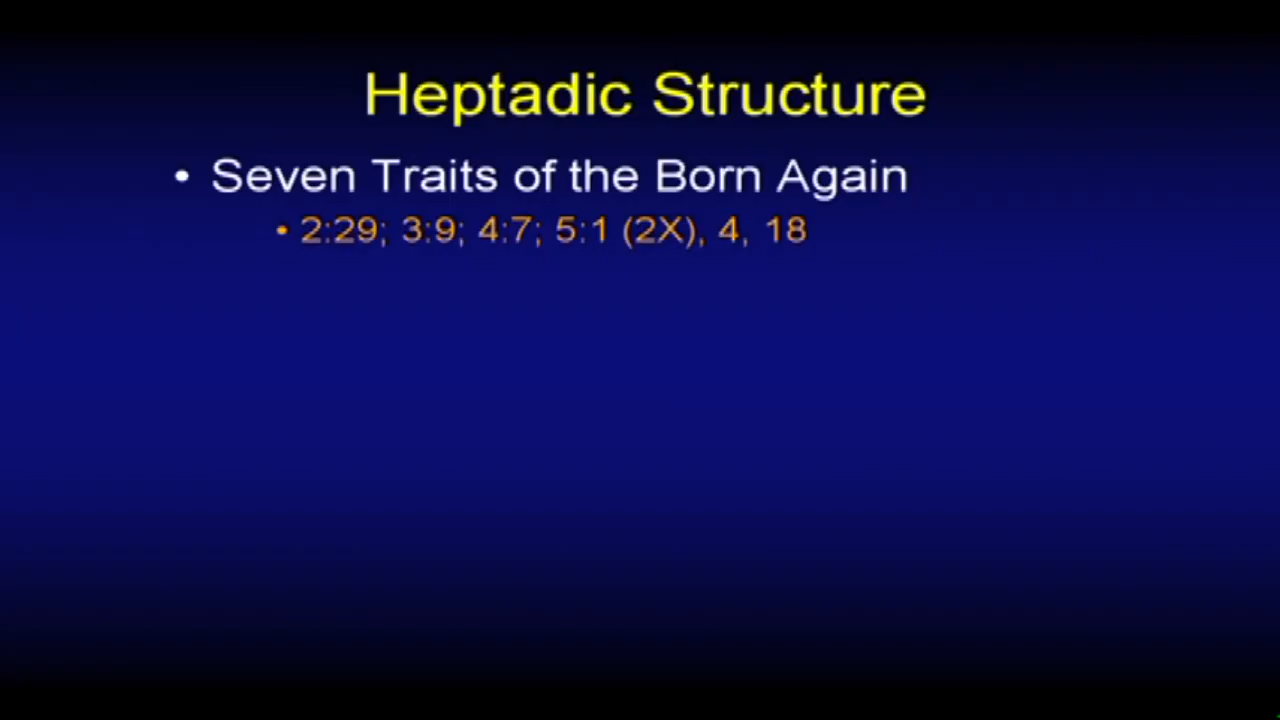 Heptadic Structure
• Seven Traits of the Born Again
• 2:29; 3:9; 4:7; 5:1 (2X), 4, 18